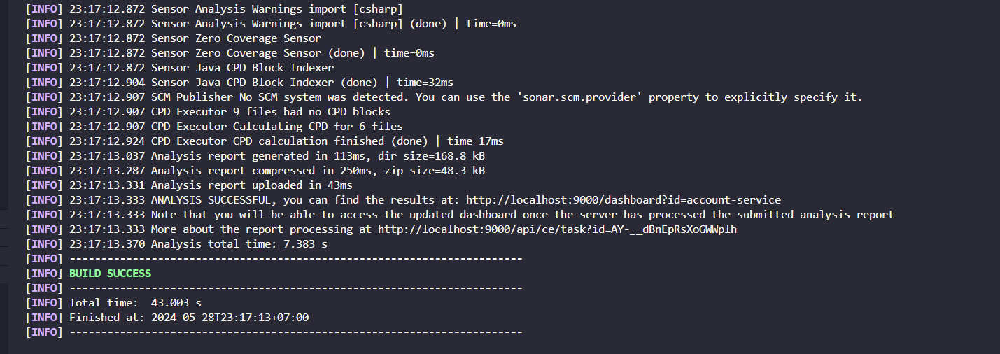 [INFO] 23:17:12.872 Sensor Analysis Warnings import [csharp]
[INFO] 23:17:12.872 Sensor Analysis Warnings import [csharp] (done) | time=0ms
[INFO] 23:17:12.872 Sensor Zero Coverage Sensor
[INFO] 23:17:12.872 Sensor Zero Coverage Sensor (done) | time=0ms
[INFO] 23:17:12.872 Sensor Java CPD Block Indexer
[INFO] 23:17:12.904 Sensor Java CPD Block Indexer (done) | time=32ms
[INFO] 23:17:12.907 SCM Publisher No SCM system was detected. You can use the 'sonar.scm.provider' property to explicitly specify it.
[INFO] 23:17:12.907 CPD Executor 9 files had no CPD blocks
[INFO] 23:17:12.907 CPD Executor Calculating CPD for 6 files
[INFO] 23:17:12.924 CPD Executor CPD calculation finished (done) | time=17ms
[INFO] 23:17:13.037 Analysis report generated in 113ms, dir size=168.8 kB
[INFO] 23:17:13.287 Analysis report compressed in 250ms, zip size=48.3 kB
[INFO] 23:17:13.331 Analysis report uploaded in 43ms
[INFO] 23:17:13.333 ANALYSIS SUCCESSFUL, you can find the results at: http://localhost:9000/dashboard?id=account-service
[INFO] 23:17:13.333 Note that you will be able to access the updated dashboard once the server has processed the submitted analysis report
[INFO] 23:17:13.333 More about the report processing at http://localhost:9000/api/ce/task?id=AY-__dBnEpRsXoGWWplh
[INFO] 23:17:13.370 Analysis total time: 7.383 s
[INFO] ------------------------------------------------------------------------
[INFO] BUILD SUCCESS
[INFO] ------------------------------------------------------------------------
[INFO] Total time:  43.003 s
[INFO] Finished at: 2024-05-28T23:17:13+07:00
[INFO] ------------------------------------------------------------------------